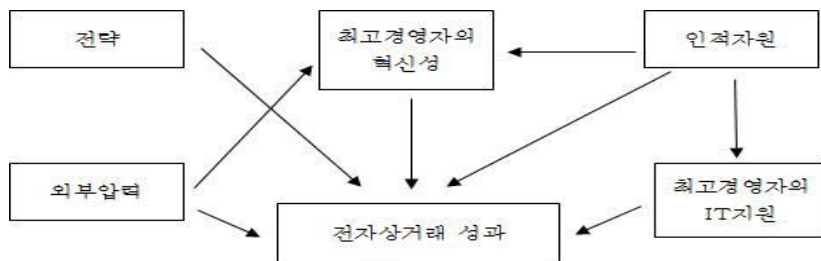 전략
최고경영자의
혁신성
인적자원
외부압력
최고경영자의
IT지원
전자상거래 성과